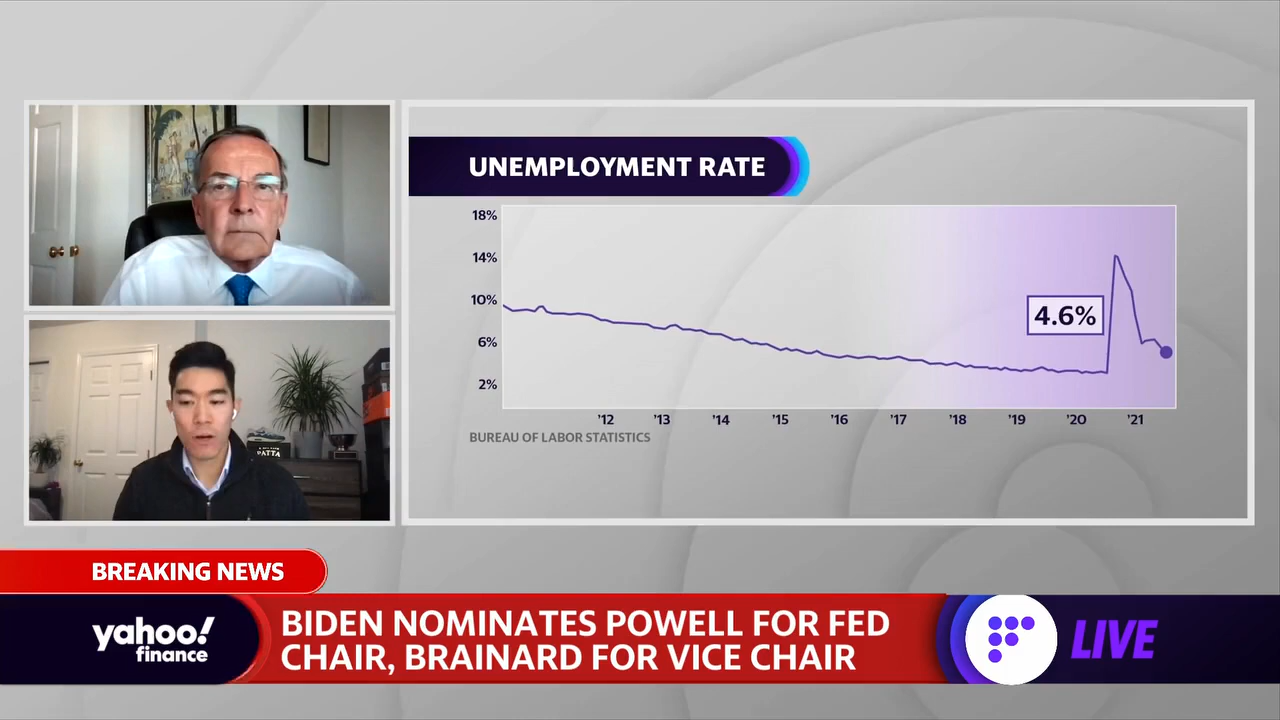 UNEMPLOYMENT RATE
18%
14%
10%
6%
2%
4.6%
'12 '13 '14 '15 '16 '17 '18 '19 '20 '21
BUREAU OF LABOR STATISTICS
PATTA
BREAKING NEWS
yahoo!
finance
BIDEN NOMINATES POWELL FOR FED
CHAIR, BRAINARD FOR VICE CHAIR
LIVE